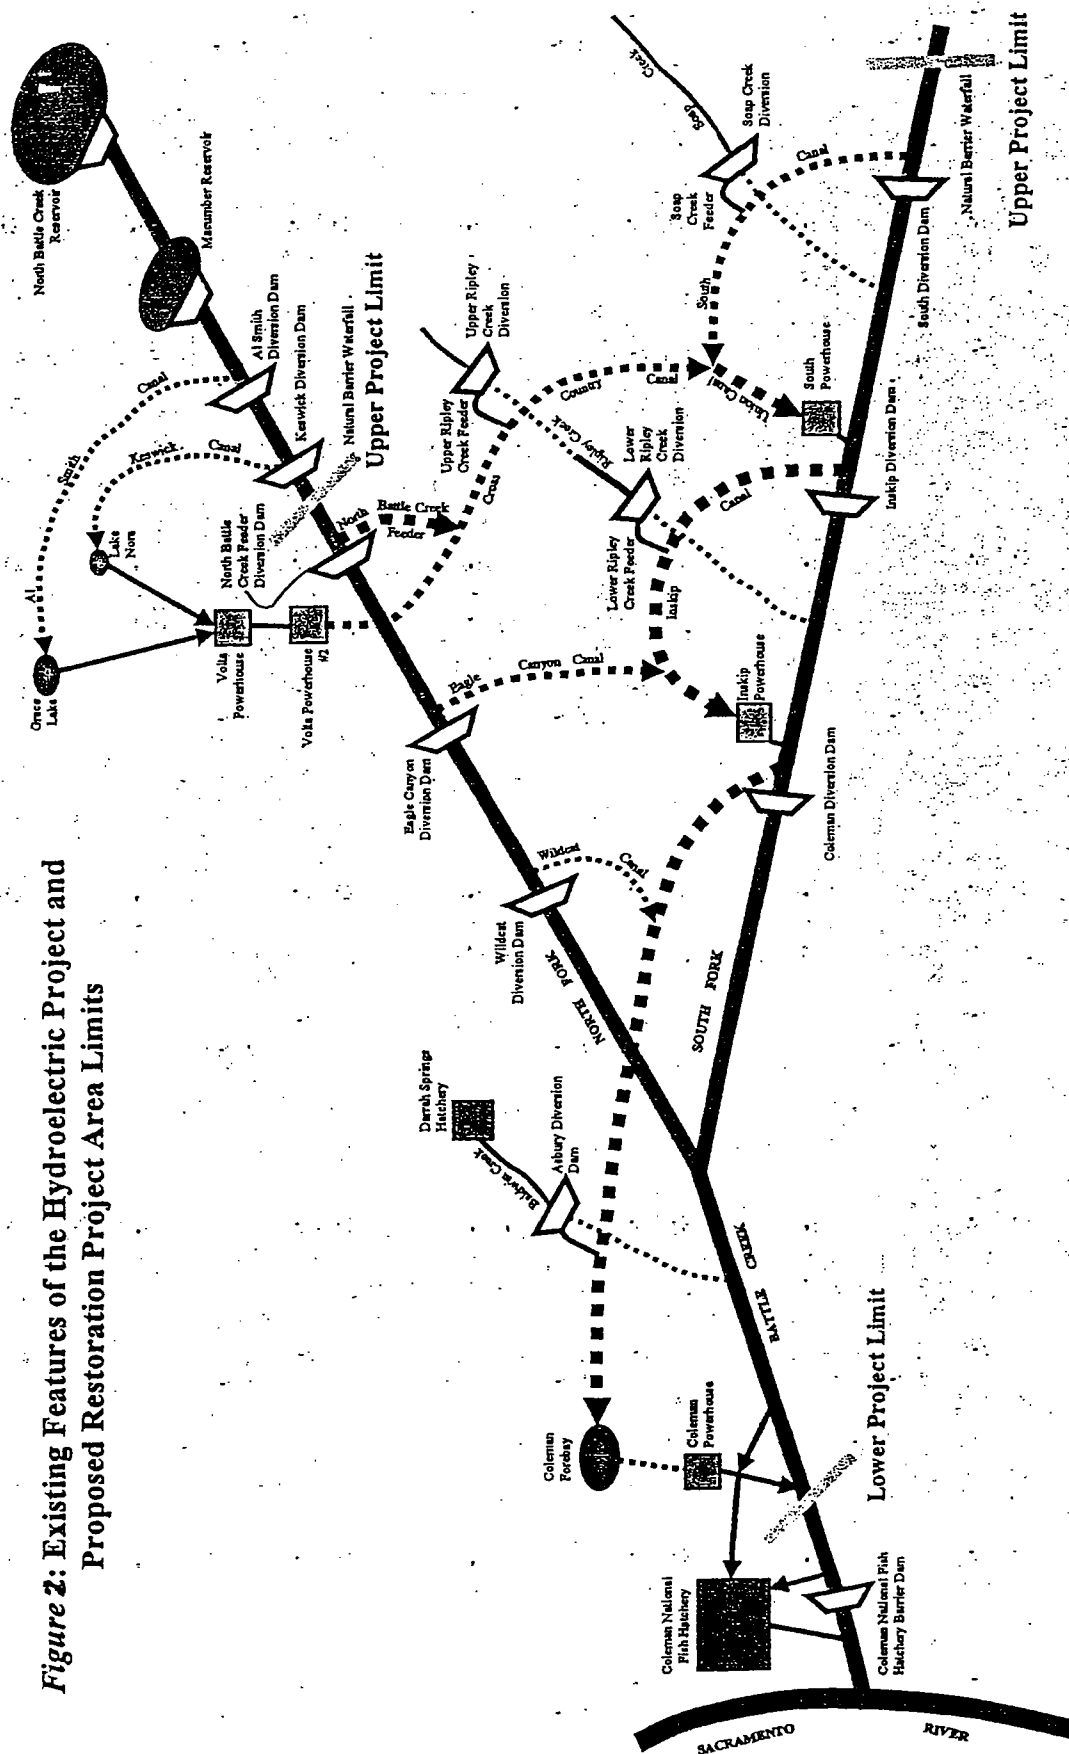 Figure 2: Existing Features of the Hydroelectric Project and
Proposed Restoration Project Area Limits
North Battle Creek
Reservoir
Macumber Reservoir
Al Smith
Diversion Dam
Keswick Diversion Dam
Natural Barrier Waterfall
Upper Project Limit
Al Smith Canal
Keswick Canal
Grace
Lake
Lake
Nora
Volta
Powerhouse
Volta Powerhouse
#2
North Battle
Creek Feeder
Diversion Dam
North Battle Creek
Feeder
Cross Country Canal
Upper Ripley
Creek
Diversion
Upper Ripley
Creek Feeder
Ripley Creek
Lower
Ripley
Creek
Diversion
Lower Ripley
Creek Feeder
Soap Creek
Soap Creek
Diversion
Soap
Creek
Feeder
South Canal
Union Canal
South
Powerhouse
Natural Barrier Waterfall
Upper Project Limit
South Diversion Dam
Inskip Diversion Dam
Inskip Canal
Inskip
Powerhouse
Eagle Canyon Canal
Eagle Canyon
Diversion Dam
Coleman Diversion Dam
Wildcat Canal
Wildcat
Diversion Dam
NORTH FORK
SOUTH FORK
Darrah Springs
Hatchery
Baldwin Creek
Asbury Diversion
Dam
BATTLE CREEK
Coleman
Forebay
Coleman
Powerhouse
Lower Project Limit
Coleman National
Fish Hatchery
Coleman National Fish
Hatchery Barrier Dam
SACRAMENTO RIVER